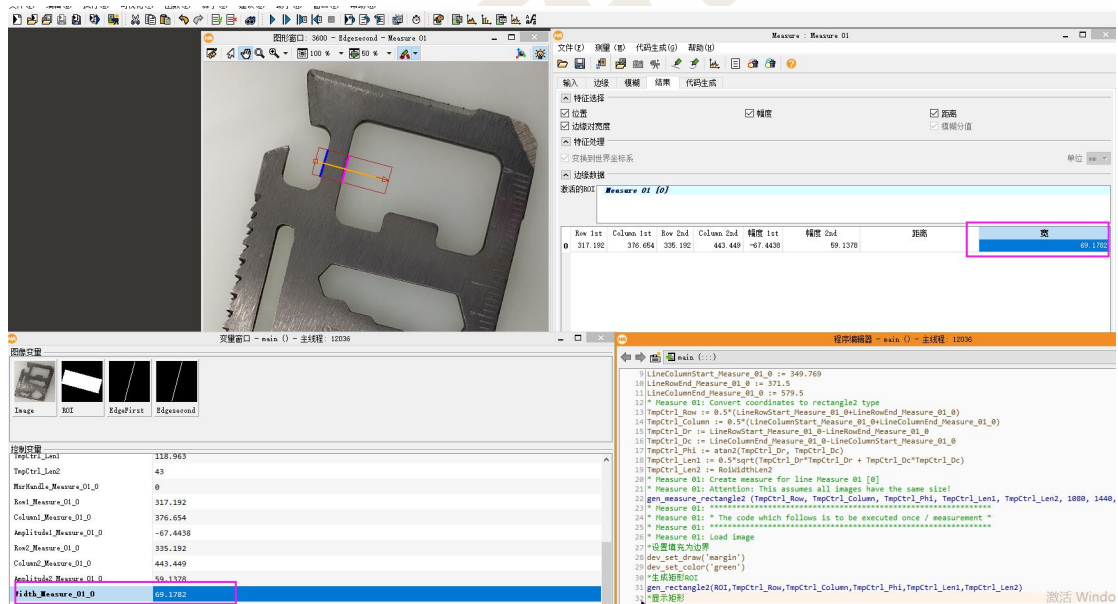 图形窗口: 3600 - Edgesecond - Measure 01
100 %
50 %
Measure : Measure 01
文件(F) 测量(M) 代码生成(G) 帮助(H)
输入 边缘 模糊 结果 代码生成
特征选择
位置 幅度 距离
边缘对宽度 模糊分值
特征处理
变换到世界坐标系 单位
边缘数据
激活的ROI Measure 01 [0]
Row 1st Column 1st Row 2nd Column 2nd 幅度 1st 幅度 2nd 距离 宽
0 317.192 376.654 335.192 443.449 -67.4438 59.1378 69.1782
变量窗口 - main () - 主线程: 12036
图像变量
Image ROI EdgeFirst Edgesecond
控制变量
TmpCtrl_Len1 118.963
TmpCtrl_Len2 43
MsrHandle_Measure_01_0 0
Row1_Measure_01_0 317.192
Column1_Measure_01_0 376.654
Amplitude1_Measure_01_0 -67.4438
Row2_Measure_01_0 335.192
Column2_Measure_01_0 443.449
Amplitude2_Measure_01_0 59.1378
Width_Measure_01_0 69.1782
程序编辑器 - main () - 主线程: 12036
main (:::)
9 LineColumnStart_Measure_01_0 := 349.769
10 LineRowEnd_Measure_01_0 := 371.5
11 LineColumnEnd_Measure_01_0 := 579.5
12 * Measure 01: Convert coordinates to rectangle2 type
13 TmpCtrl_Row := 0.5*(LineRowStart_Measure_01_0+LineRowEnd_Measure_01_0)
14 TmpCtrl_Column := 0.5*(LineColumnStart_Measure_01_0+LineColumnEnd_Measure_01_0)
15 TmpCtrl_Dr := LineRowStart_Measure_01_0-LineRowEnd_Measure_01_0
16 TmpCtrl_Dc := LineColumnEnd_Measure_01_0-LineColumnStart_Measure_01_0
17 TmpCtrl_Phi := atan2(TmpCtrl_Dr, TmpCtrl_Dc)
18 TmpCtrl_Len1 := 0.5*sqrt(TmpCtrl_Dr*TmpCtrl_Dr + TmpCtrl_Dc*TmpCtrl_Dc)
19 TmpCtrl_Len2 := RoiWidthLen2
20 * Measure 01: Create measure for line Measure 01 [0]
21 * Measure 01: Attention: This assumes all images have the same size!
22 gen_measure_rectangle2 (TmpCtrl_Row, TmpCtrl_Column, TmpCtrl_Phi, TmpCtrl_Len1, TmpCtrl_Len2, 1080, 1440,
23 * Measure 01: ***************************************************
24 * Measure 01: * The code which follows is to be executed once / measurement *
25 * Measure 01: ***************************************************
26 * Measure 01: Load image
27 *设置填充为边界
28 dev_set_draw('margin')
29 dev_set_color('green')
30 *生成矩形ROI
31 gen_rectangle2(ROI,TmpCtrl_Row,TmpCtrl_Column,TmpCtrl_Phi,TmpCtrl_Len1,TmpCtrl_Len2)
32 *显示矩形
激活 Windo